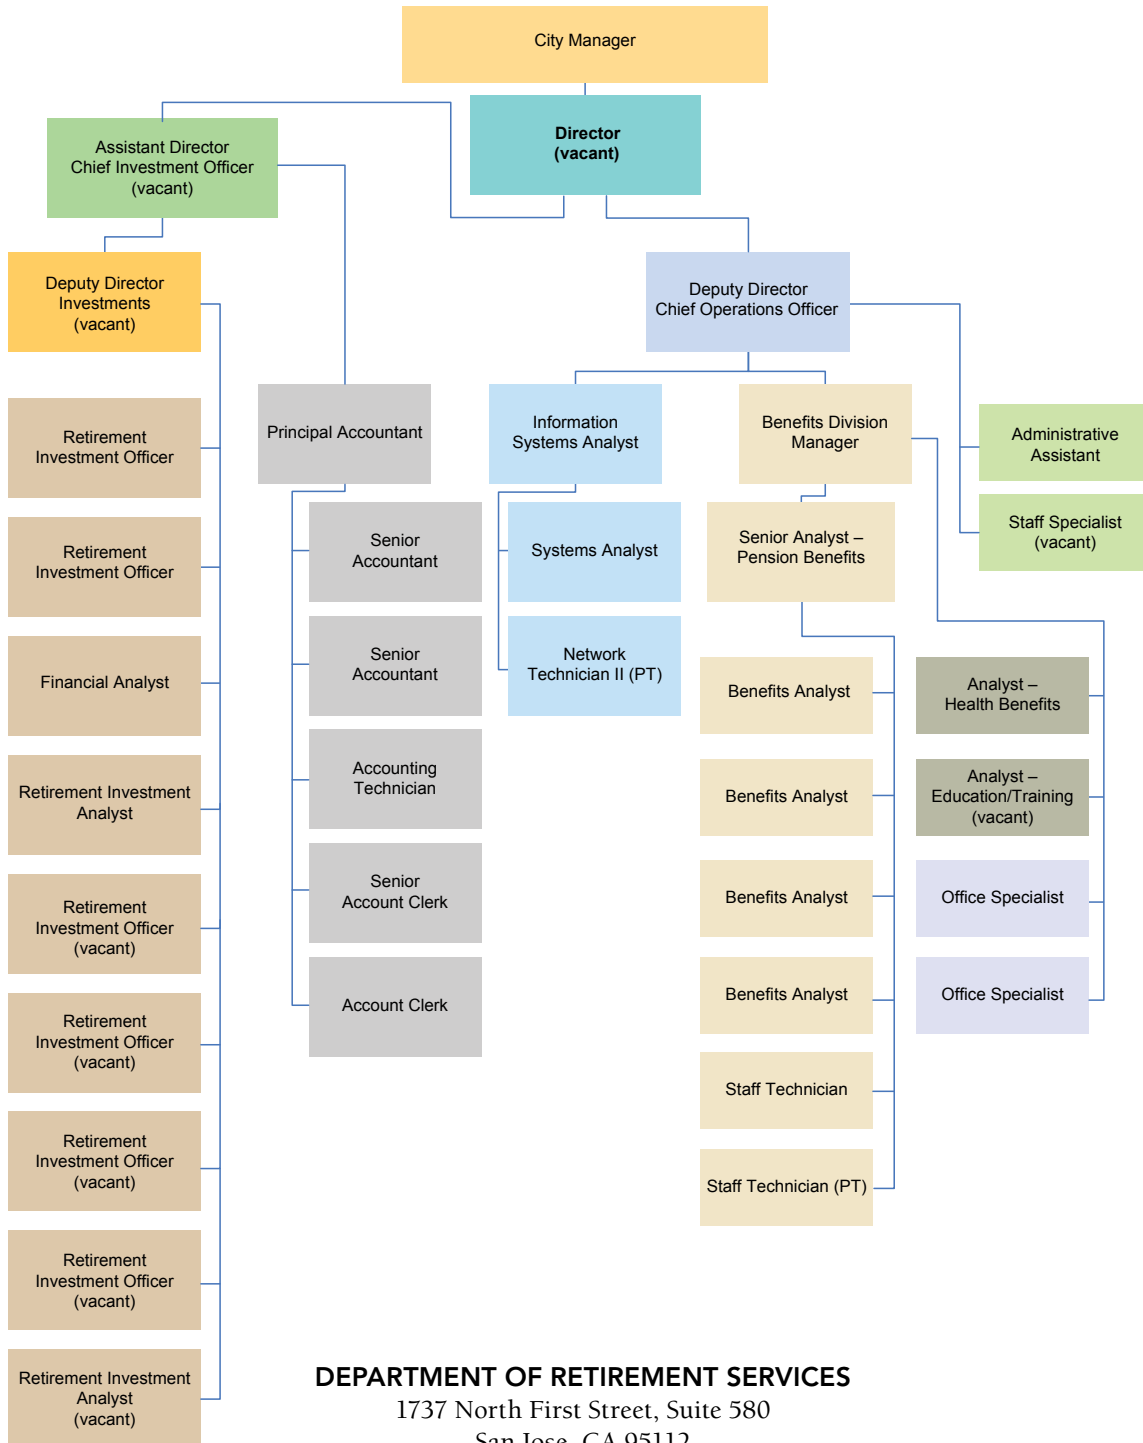 City Manager
Director
(vacant)
Assistant Director
Chief Investment Officer
(vacant)
Deputy Director
Investments
(vacant)
Deputy Director
Chief Operations Officer
Retirement
Investment Officer
Retirement
Investment Officer
Financial Analyst
Retirement Investment
Analyst
Retirement
Investment Officer
(vacant)
Retirement
Investment Officer
(vacant)
Retirement
Investment Officer
(vacant)
Retirement
Investment Officer
(vacant)
Retirement Investment
Analyst
(vacant)
Principal Accountant
Senior
Accountant
Senior
Accountant
Accounting
Technician
Senior
Account Clerk
Account Clerk
Information
Systems Analyst
Systems Analyst
Network
Technician II (PT)
Benefits Division
Manager
Senior Analyst –
Pension Benefits
Benefits Analyst
Benefits Analyst
Benefits Analyst
Benefits Analyst
Staff Technician
Staff Technician (PT)
Administrative
Assistant
Staff Specialist
(vacant)
Analyst –
Health Benefits
Analyst –
Education/Training
(vacant)
Office Specialist
Office Specialist
DEPARTMENT OF RETIREMENT SERVICES
1737 North First Street, Suite 580
San Jose, CA 95112